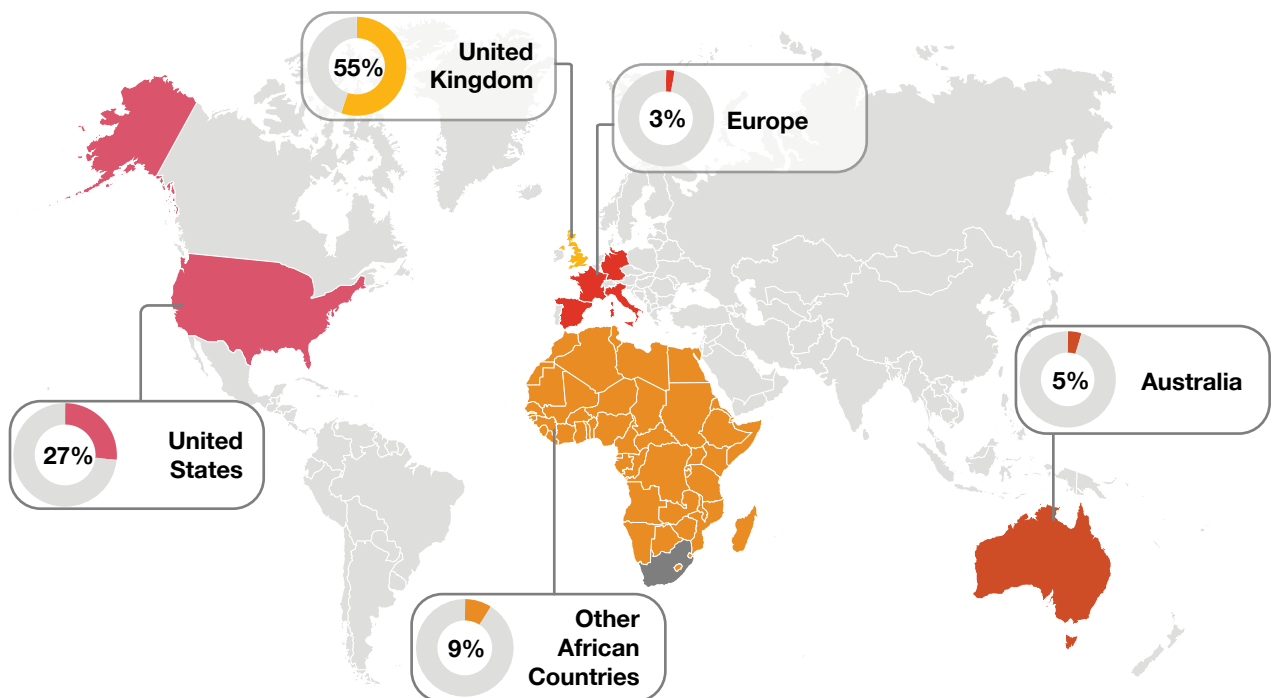 55%
United
Kingdom
3%
Europe
5%
Australia
27%
United
States
9%
Other
African
Countries